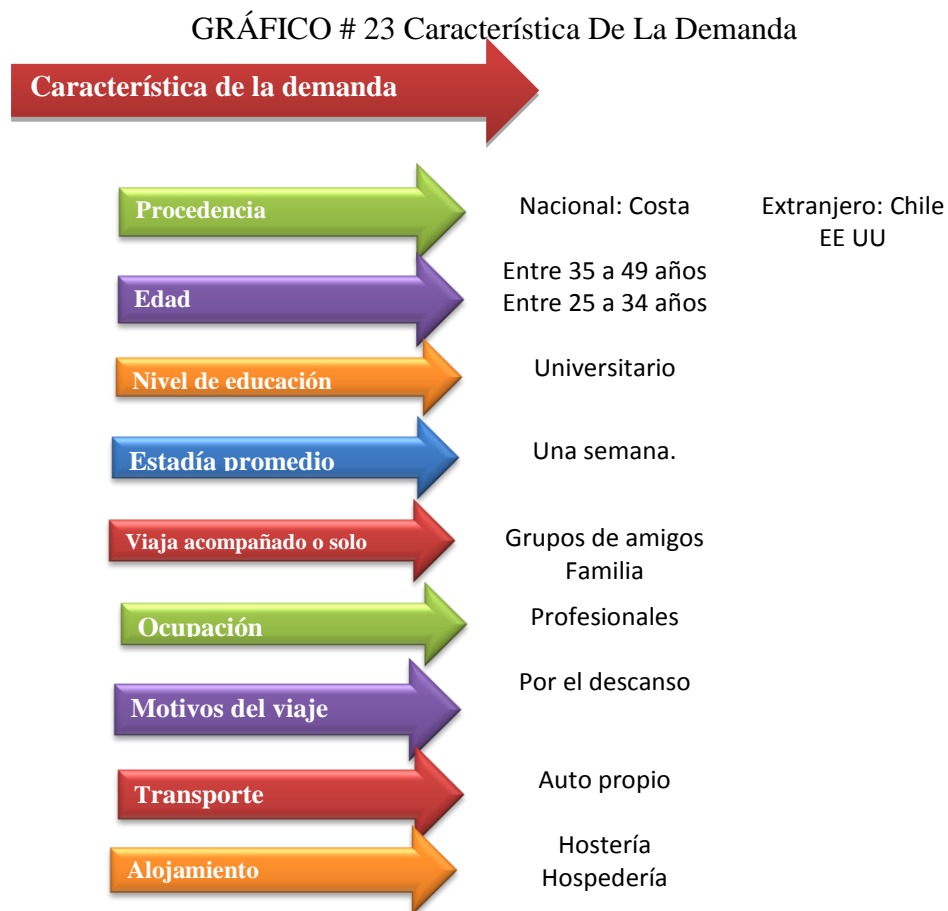 GRÁFICO # 23 Característica De La Demanda
Característica de la demanda
Procedencia
Nacional: Costa
Extranjero: Chile
EE UU
Edad
Entre 35 a 49 años
Entre 25 a 34 años
Nivel de educación
Universitario
Estadía promedio
Una semana.
Viaja acompañado o solo
Grupos de amigos
Familia
Ocupación
Profesionales
Motivos del viaje
Por el descanso
Transporte
Auto propio
Alojamiento
Hostería
Hospedería